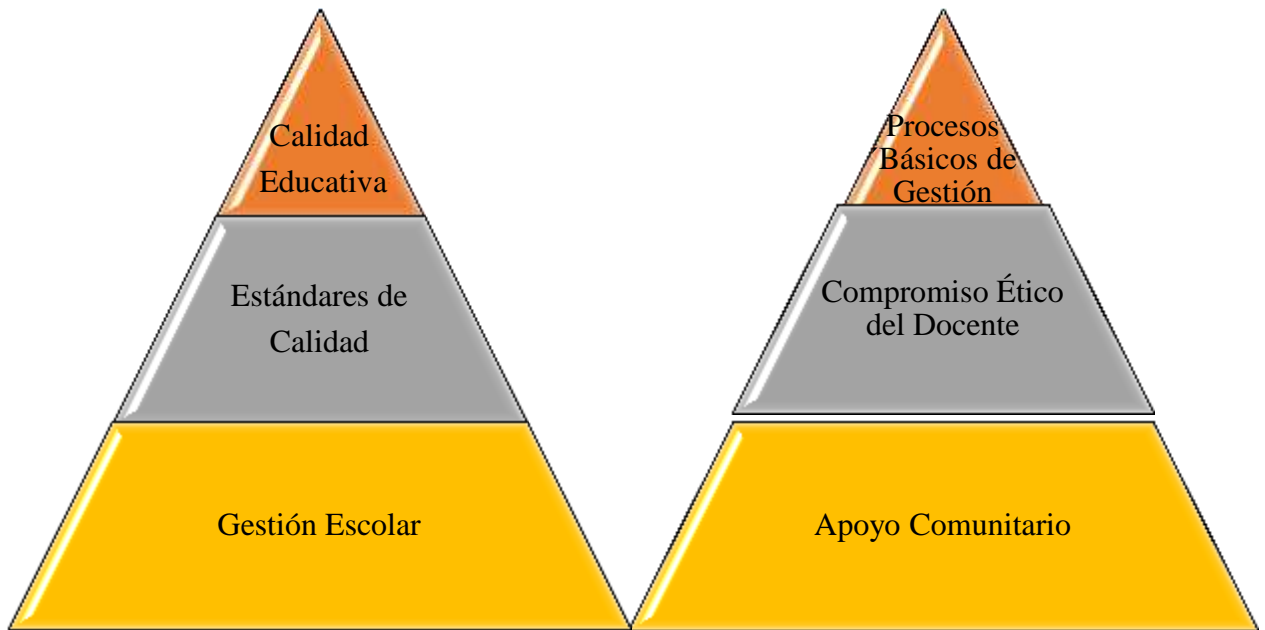 Calidad
Educativa
Estándares de
Calidad
Gestión Escolar
Procesos
Básicos de
Gestión
Compromiso Ético
del Docente
Apoyo Comunitario